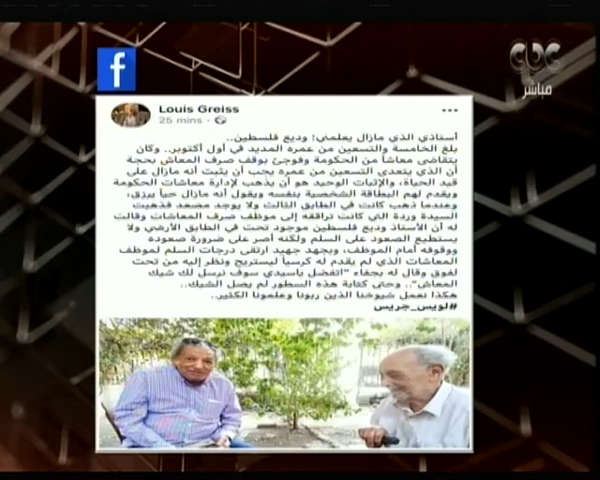 f
cbc
مباشر
Louis Greiss
25 mins
أستاذي الذي مازال يعلمني؛ وديع فلسطين..
بلغ الخامسة والتسعين من عمره المديد في أول أكتوبر.. وكان
يتقاضى معاشاً من الحكومة وفوجئ بوقف صرف المعاش بحجة
أن الذي يتعدى التسعين من عمره يجب أن يثبت أنه مازال على
قيد الحياة، والإثبات الوحيد هو أن يذهب لإدارة معاشات الحكومة
ويقدم لهم البطاقة الشخصية بنفسه ويقول أنه مازال حياً يرزق،
وعندما ذهب كانت في الطابق الثالث ولا يوجد مصعد فذهبت
السيدة وردة التي كانت ترافقه إلى موظف صرف المعاشات وقالت
له أن الأستاذ وديع فلسطين موجود تحت في الطابق الأرضي ولا
يستطيع الصعود على السلم ولكنه أصر على ضرورة صعوده
ووقوفه أمام الموظف، وبجهد جهيد ارتقى درجات السلم لموظف
المعاشات الذي لم يقدم له كرسياً ليستريح ونظر إليه من تحت
لفوق وقال له بجفاء "اتفضل ياسيدي سوف نرسل لك شيك
المعاش".. وحتى كتابة هذه السطور لم يصل الشيك..
هكذا نعمل شيوخنا الذين ربونا وعلمونا الكثير..
#لويس_جريس